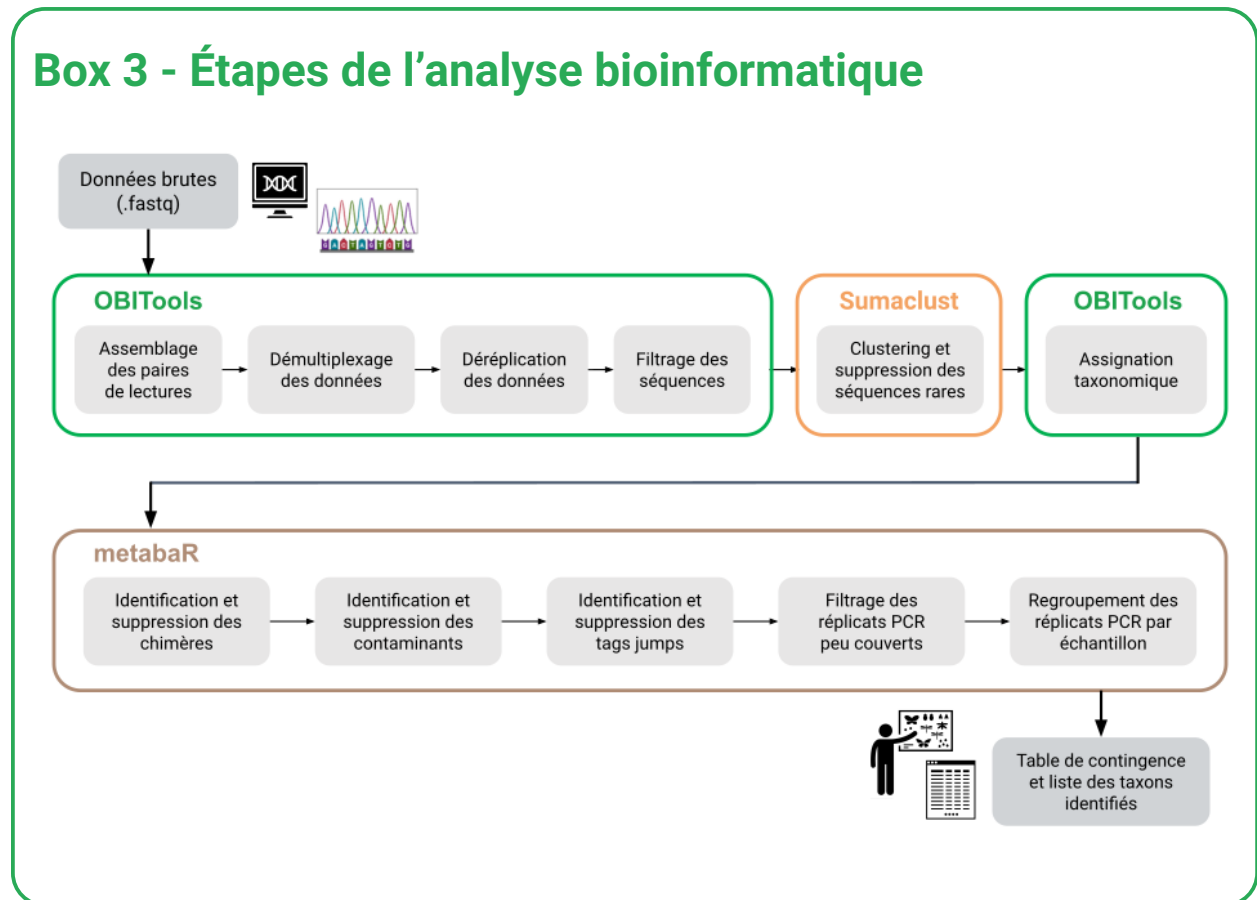 Box 3 - Étapes de l'analyse bioinformatique
Données brutes
(.fastq)
OBITools
Assemblage
des paires
de lectures
Démultiplexage
des données
Déréplication
des données
Filtrage des
séquences
Sumaclust
Clustering et
suppression des
séquences rares
OBITools
Assignation
taxonomique
metabaR
Identification et
suppression des
chimères
Identification et
suppression des
contaminants
Identification et
suppression des
tags jumps
Filtrage des
réplicats PCR
peu couverts
Regroupement des
réplicats PCR par
échantillon
Table de contingence
et liste des taxons
identifiés